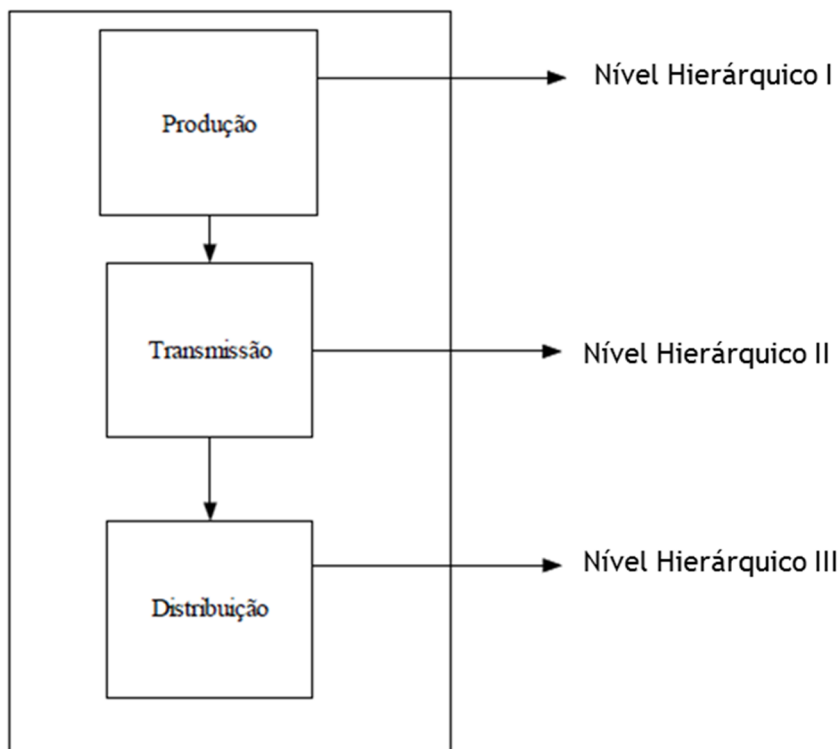 Produção
Nível Hierárquico I
Transmissão
Nível Hierárquico II
Distribuição
Nível Hierárquico III